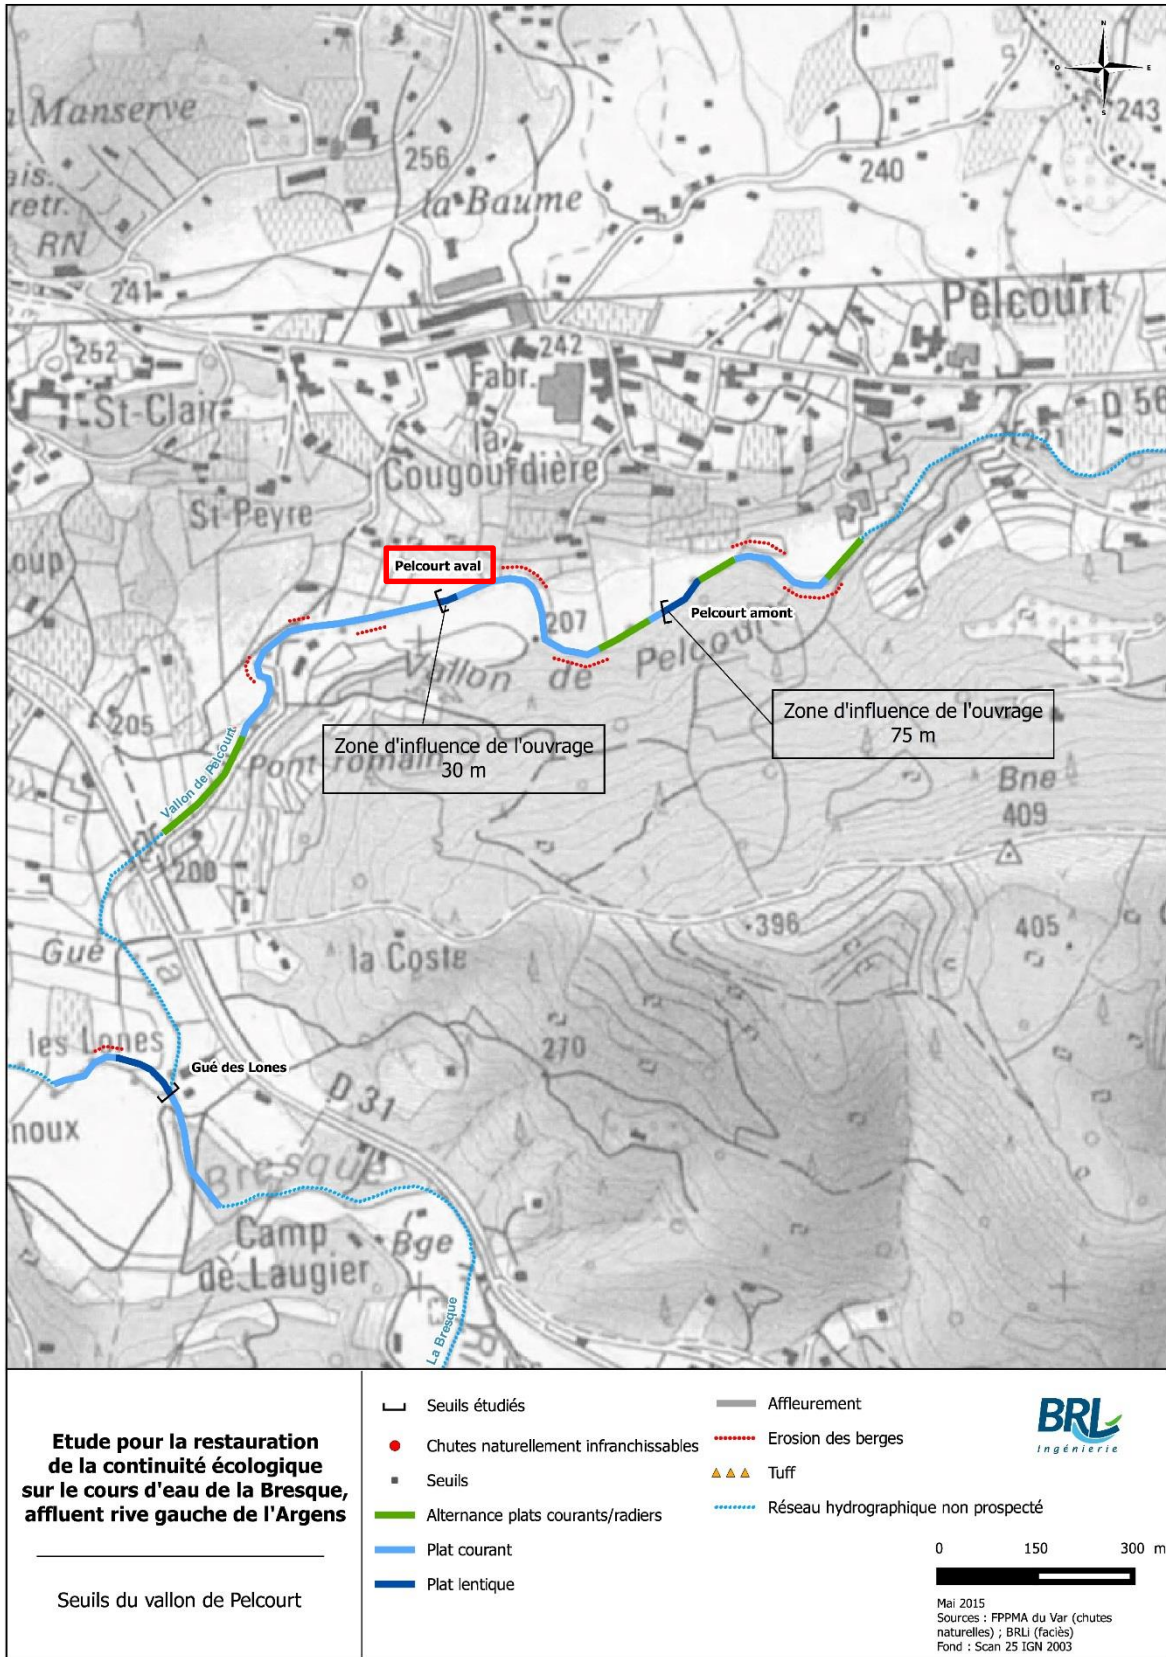 N
O
E
S
243
Manserve
256
240
ais.
retr.
la Baume
RN
241
Pelcourt
252
242
Fabr.
St-Clair
D 56
la
Cougourdière
St-Peyre
oup
Pelcourt aval
207
Pelcourt amont
Vallon de Pelcourt
Zone d'influence de l'ouvrage
75 m
205
Zone d'influence de l'ouvrage
30 m
Pont romain
Vallon de Pelcourt
Bne
409
200
396
405
Gué
la Coste
les Lones
270
Gué des Lones
D 31
noux
Bresque
Camp
de Laugier
Bge
La Bresque
Etude pour la restauration
de la continuité écologique
sur le cours d'eau de la Bresque,
affluent rive gauche de l'Argens
Seuils du vallon de Pelcourt
Seuils étudiés
Chutes naturellement infranchissables
Seuils
Alternance plats courants/radiers
Plat courant
Plat lentique
Affleurement
Erosion des berges
Tuff
Réseau hydrographique non prospecté
BRL
Ingénierie
0 150 300 m
Mai 2015
Sources : FPPMA du Var (chutes
naturelles) ; BRLi (faciès)
Fond : Scan 25 IGN 2003